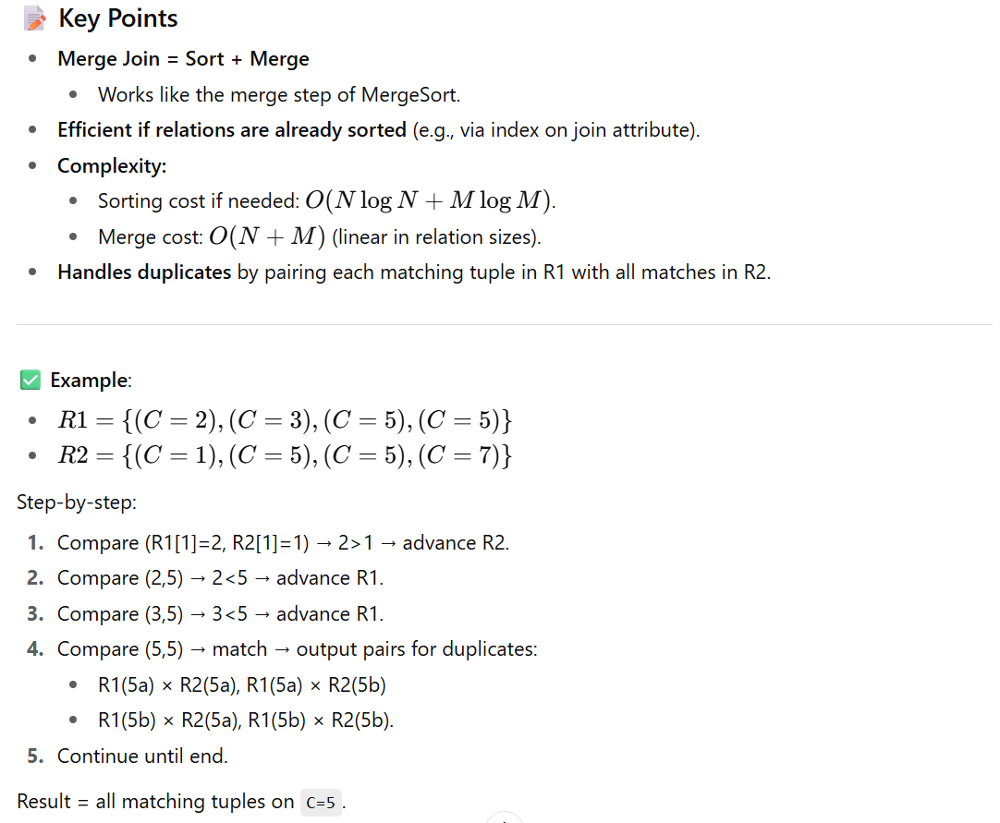 📝 Key Points
• Merge Join = Sort + Merge
• Works like the merge step of MergeSort.
• Efficient if relations are already sorted (e.g., via index on join attribute).
• Complexity:
• Sorting cost if needed: O(N log N + M log M).
• Merge cost: O(N + M) (linear in relation sizes).
• Handles duplicates by pairing each matching tuple in R1 with all matches in R2.
✅ Example:
• R1 = {(C = 2), (C = 3), (C = 5), (C = 5)}
• R2 = {(C = 1), (C = 5), (C = 5), (C = 7)}
Step-by-step:
1. Compare (R1[1]=2, R2[1]=1) → 2>1 → advance R2.
2. Compare (2,5) → 2<5 → advance R1.
3. Compare (3,5) → 3<5 → advance R1.
4. Compare (5,5) → match → output pairs for duplicates:
• R1(5a) × R2(5a), R1(5a) × R2(5b)
• R1(5b) × R2(5a), R1(5b) × R2(5b).
5. Continue until end.
Result = all matching tuples on C=5.